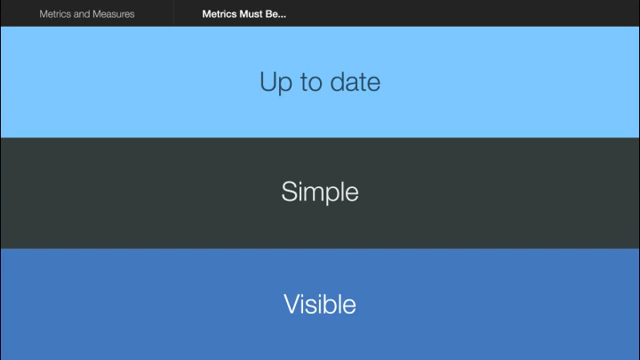 Metrics and Measures
Metrics Must Be...
Up to date
Simple
Visible